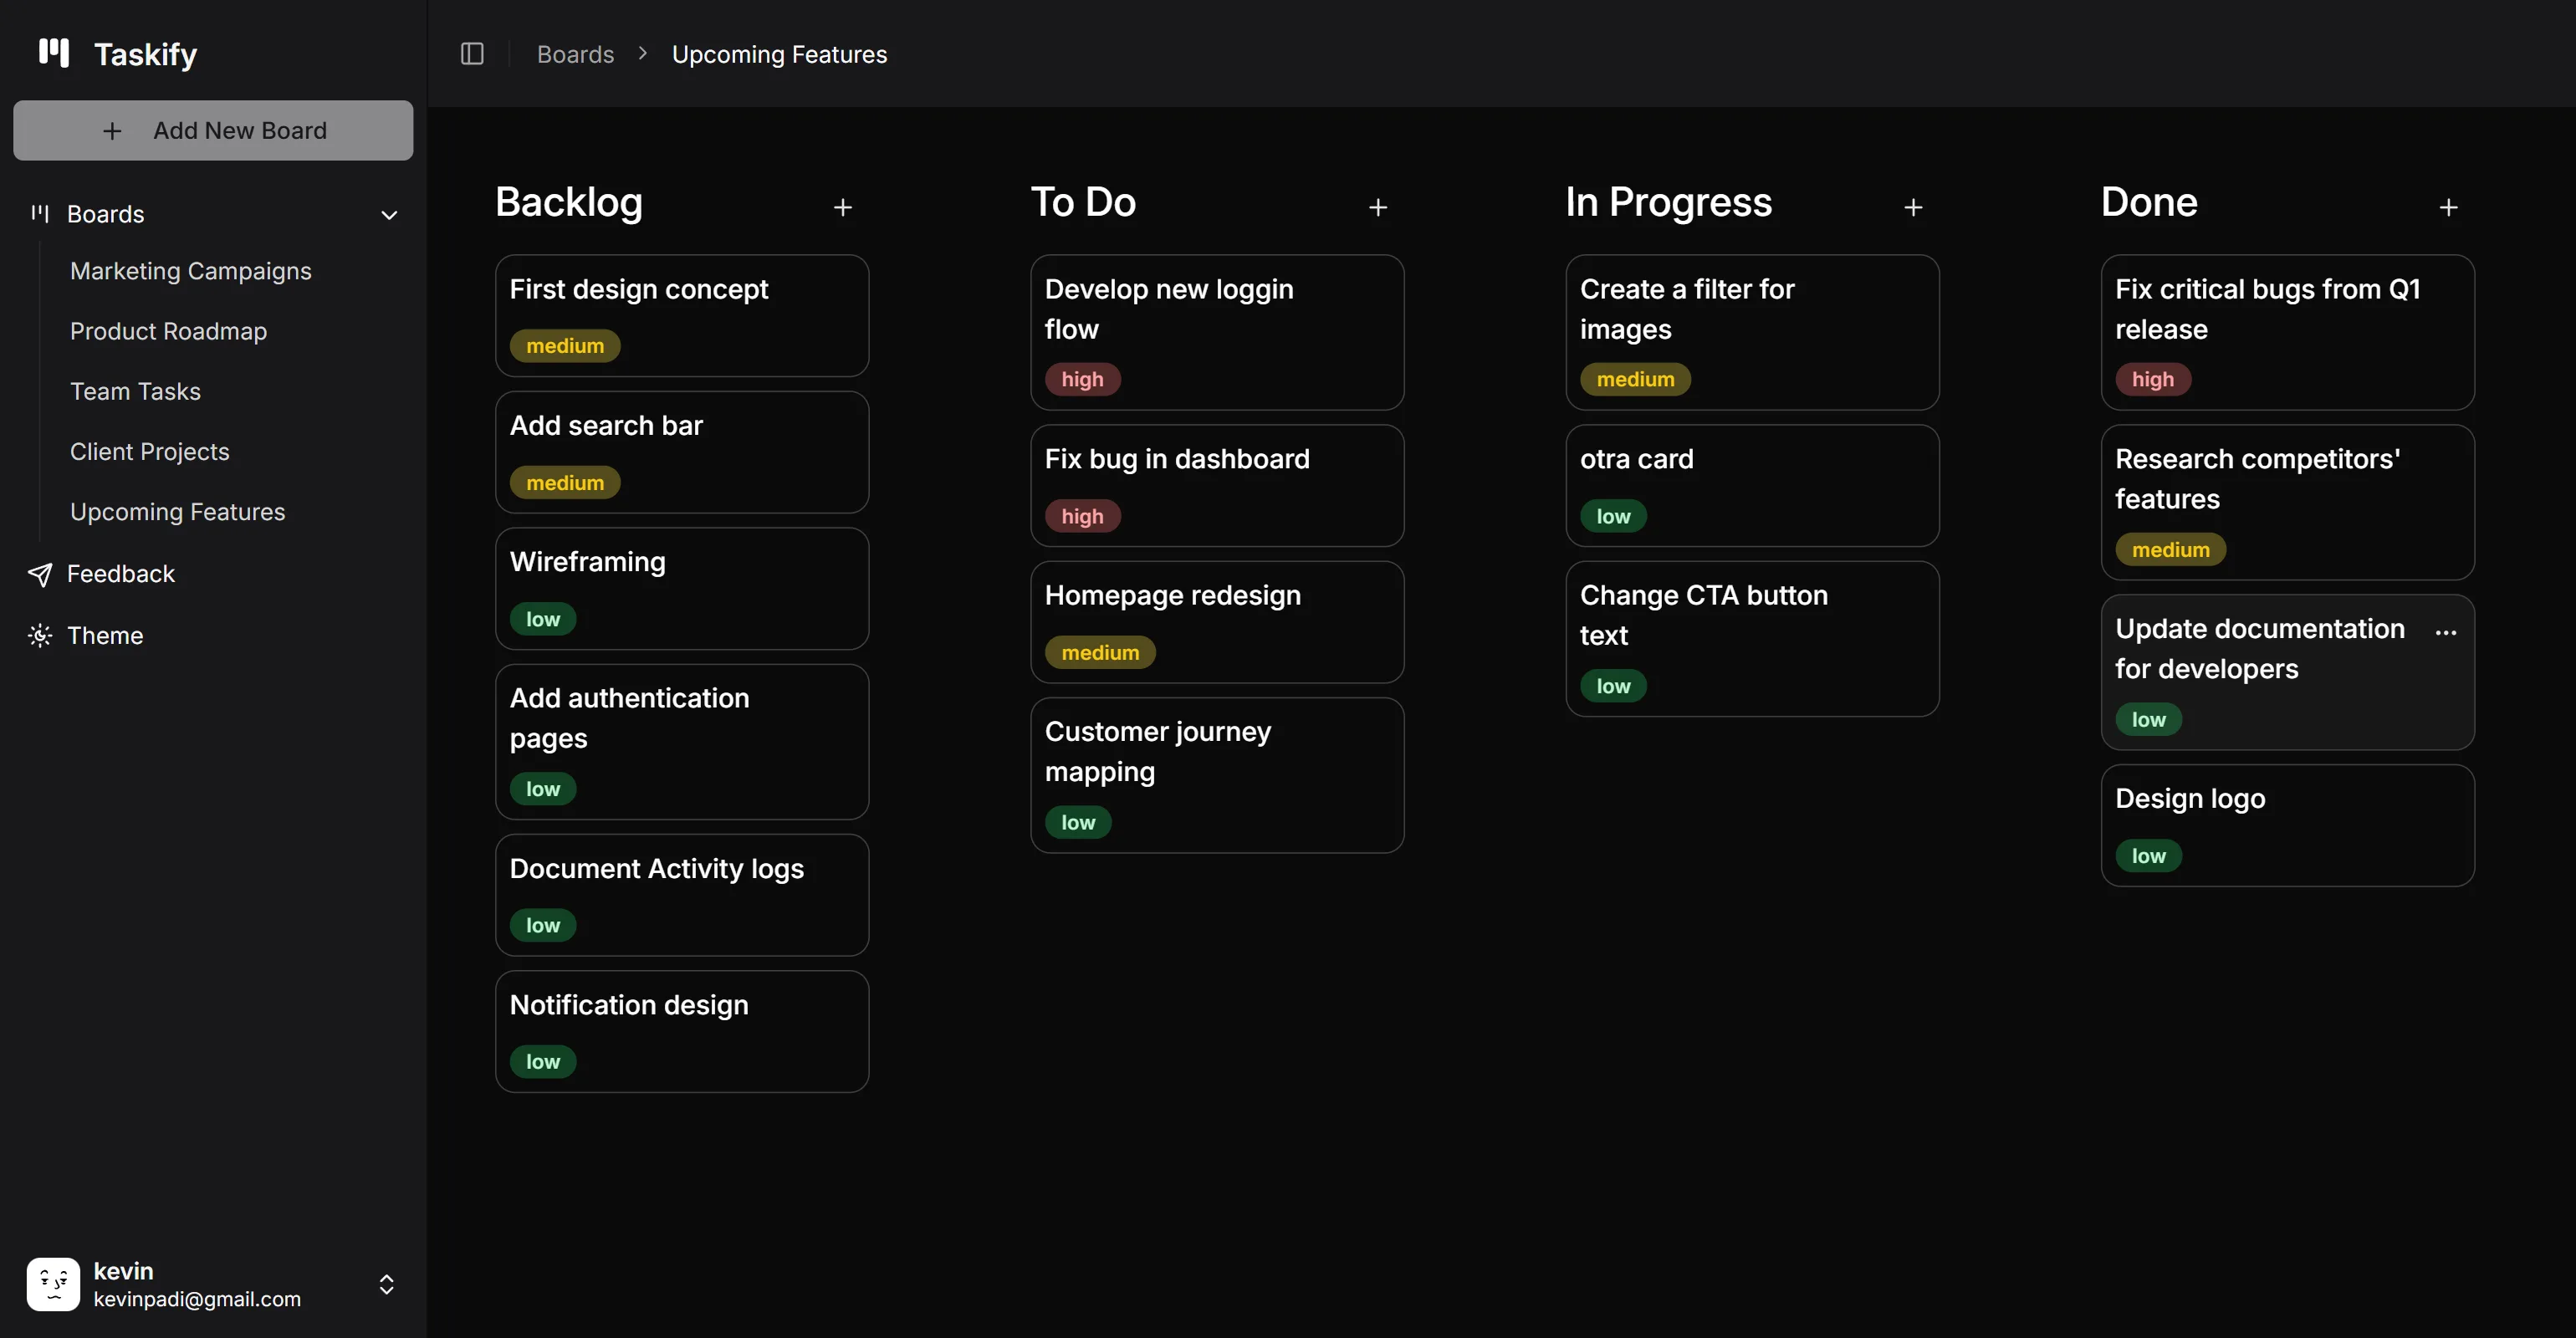 Taskify
Add New Board
Boards
Marketing Campaigns
Product Roadmap
Team Tasks
Client Projects
Upcoming Features
Feedback
Theme
kevin
kevinpadi@gmail.com
Boards
Upcoming Features
Backlog
First design concept
medium
Add search bar
medium
Wireframing
low
Add authentication
pages
low
Document Activity logs
low
Notification design
low
To Do
Develop new loggin
flow
high
Fix bug in dashboard
high
Homepage redesign
medium
Customer journey
mapping
low
In Progress
Create a filter for
images
medium
otra card
low
Change CTA button
text
low
Done
Fix critical bugs from Q1
release
high
Research competitors'
features
medium
Update documentation
for developers
low
Design logo
low